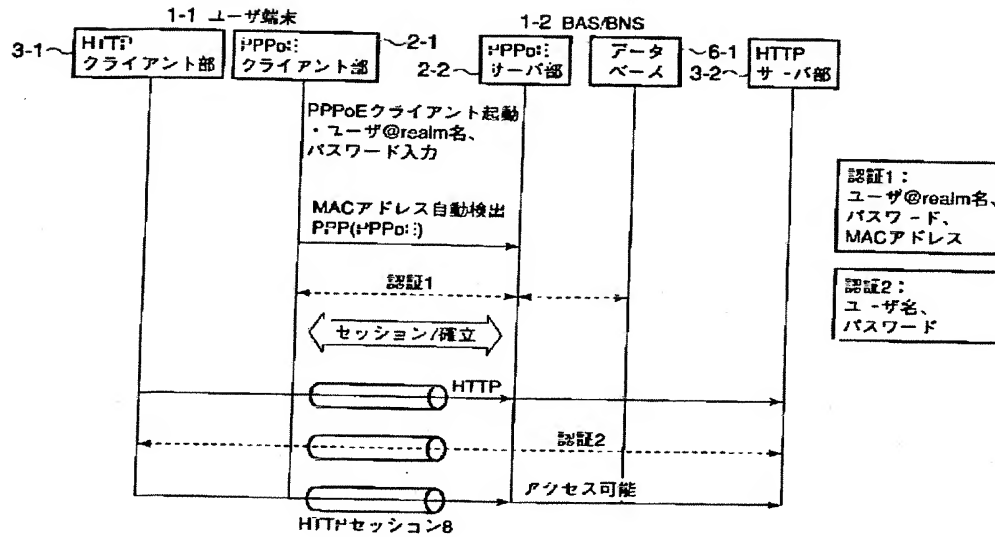 1-1 ユーザ端末
1-2 BAS/BNS
3-1
HTTP
クライアント部
PPPoE
クライアント部
2-1
2-2
PPPoE
サーバ部
データ
ベース
6-1
3-2
HTTP
サーバ部
PPPoEクライアント起動
・ユーザ@realm名、
パスワード入力
MACアドレス自動検出
PPP(PPPoE)
認証1
セッション/確立
HTTP
認証2
アクセス可能
HTTPセッション8
認証1：
ユーザ@realm名、
パスワード、
MACアドレス
認証2：
ユーザ名、
パスワード